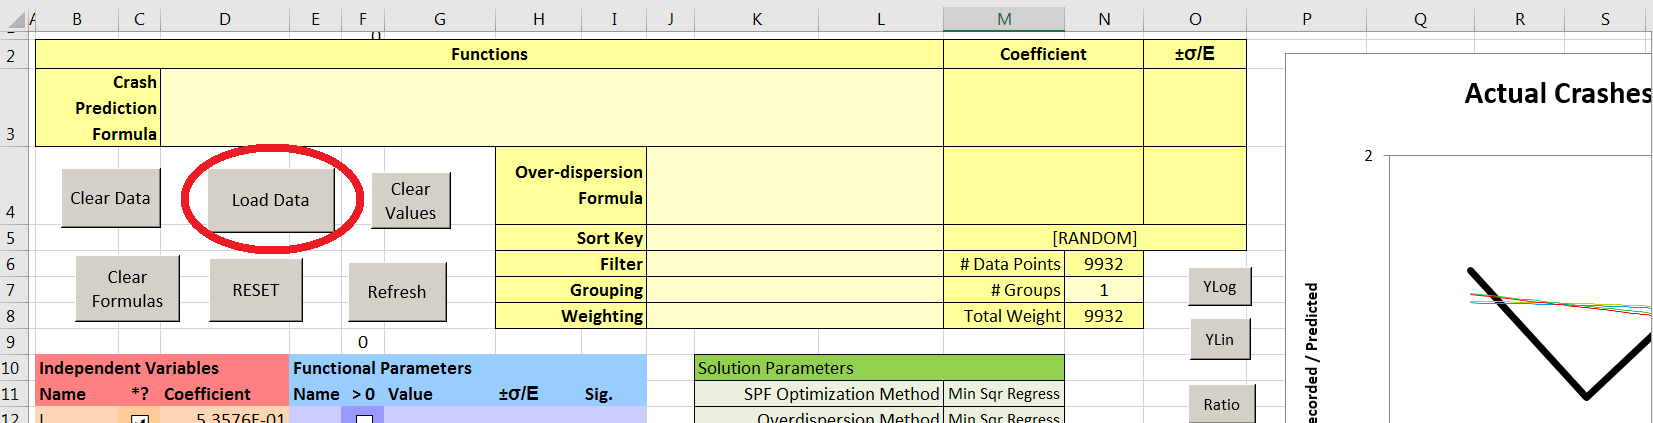 A B C D E F G H I J K L M N O P Q R S
2 Functions Coefficient ±σ/E
Crash
Prediction
3 Formula
Actual Crashes
2
Clear Data Load Data Clear
Values
Over-dispersion
4 Formula
5 Sort Key [RANDOM]
6 Filter # Data Points 9932
Clear
Formulas RESET Refresh YLog
7 Grouping # Groups 1
8 Weighting Total Weight 9932
YLin
9 0
10 Independent Variables Functional Parameters Solution Parameters
11 Name *? Coefficient Name > 0 Value ±σ/E Sig. SPF Optimization Method Min Sqr Regress
Ratio
12 L 5.3576E-01 Overdispersion Method Min Sqr Regress
ecorded / Predicted